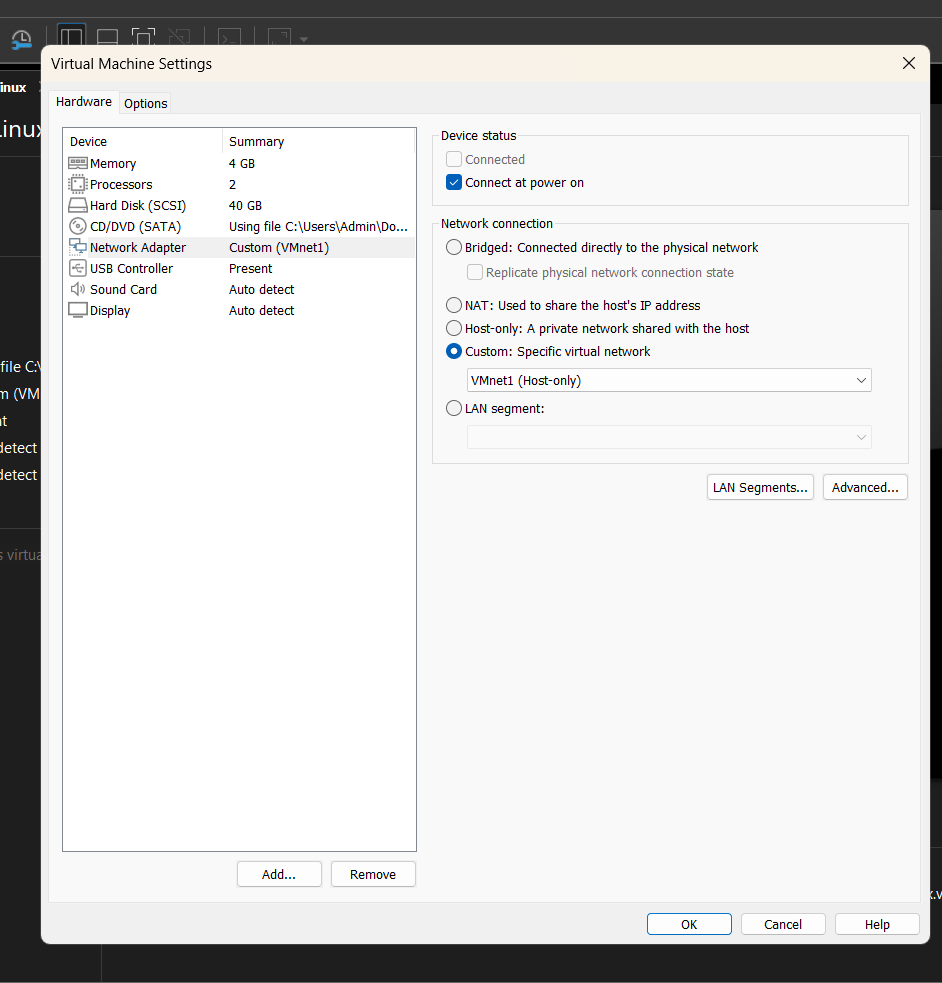 Virtual Machine Settings
inux
Linux
Hardware
Options
Device Summary
Memory 4 GB
Processors 2
Hard Disk (SCSI) 40 GB
CD/DVD (SATA) Using file C:\Users\Admin\Do...
Network Adapter Custom (VMnet1)
USB Controller Present
Sound Card Auto detect
Display Auto detect
file C:\
m (VM
t
detect
detect
s virtua
Add...
Remove
Device status
Connected
Connect at power on
Network connection
Bridged: Connected directly to the physical network
Replicate physical network connection state
NAT: Used to share the host's IP address
Host-only: A private network shared with the host
Custom: Specific virtual network
VMnet1 (Host-only)
LAN segment:
LAN Segments...
Advanced...
x.v
OK
Cancel
Help